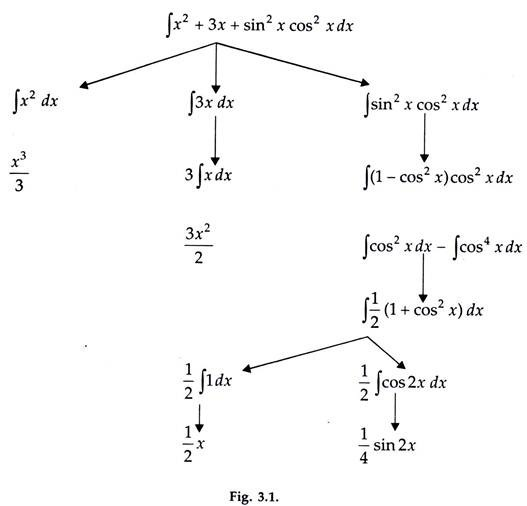 ∫x² + 3x + sin² x cos² x dx
∫x² dx ∫3x dx ∫sin² x cos² x dx
x³/3 3∫x dx ∫(1 – cos² x)cos² x dx
3x²/2 ∫cos² x dx – ∫cos⁴ x dx
∫1/2 (1 + cos² x) dx
1/2 ∫1dx 1/2 ∫cos 2x dx
1/2 x 1/4 sin 2x
Fig. 3.1.